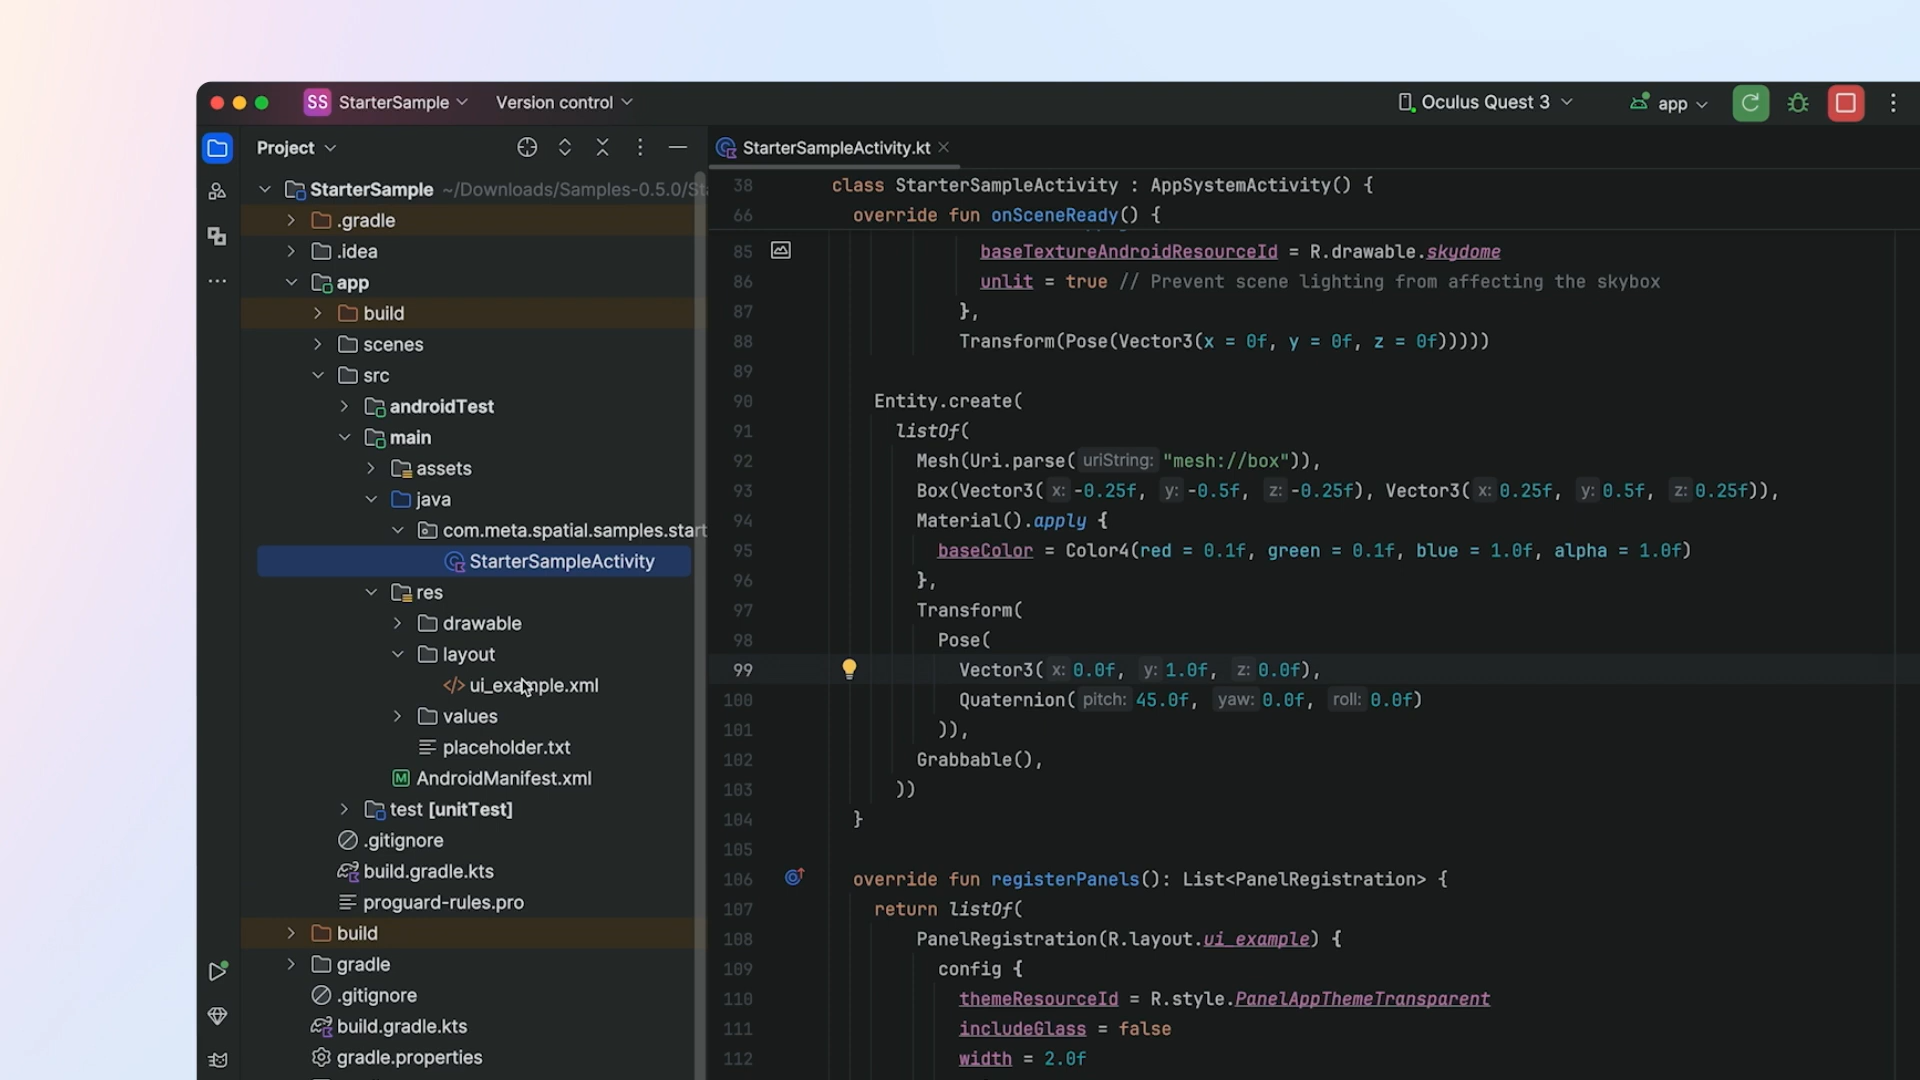 SS StarterSample Version control Oculus Quest 3 app
Project
StarterSample ~/Downloads/Samples-0.5.0/St
.gradle
.idea
app
build
scenes
src
androidTest
main
assets
java
com.meta.spatial.samples.start
StarterSampleActivity
res
drawable
layout
</> ui_example.xml
values
placeholder.txt
M AndroidManifest.xml
test [unitTest]
.gitignore
build.gradle.kts
proguard-rules.pro
build
gradle
.gitignore
build.gradle.kts
gradle.properties
StarterSampleActivity.kt
38 class StarterSampleActivity : AppSystemActivity() {
66 override fun onSceneReady() {
85 baseTextureAndroidResourceId = R.drawable.skydome
86 unlit = true // Prevent scene lighting from affecting the skybox
87 },
88 Transform(Pose(Vector3(x = 0f, y = 0f, z = 0f)))))
89
90 Entity.create(
91 listOf(
92 Mesh(Uri.parse( uriString: "mesh://box")),
93 Box(Vector3( x: -0.25f, y: -0.5f, z: -0.25f), Vector3( x: 0.25f, y: 0.5f, z: 0.25f)),
94 Material().apply {
95 baseColor = Color4(red = 0.1f, green = 0.1f, blue = 1.0f, alpha = 1.0f)
96 },
97 Transform(
98 Pose(
99 Vector3( x: 0.0f, y: 1.0f, z: 0.0f),
100 Quaternion( pitch: 45.0f, yaw: 0.0f, roll: 0.0f)
101 )),
102 Grabbable(),
103 ))
104 }
105
106 override fun registerPanels(): List<PanelRegistration> {
107 return listOf(
108 PanelRegistration(R.layout.ui_example) {
109 config {
110 themeResourceId = R.style.PanelAppThemeTransparent
111 includeGlass = false
112 width = 2.0f